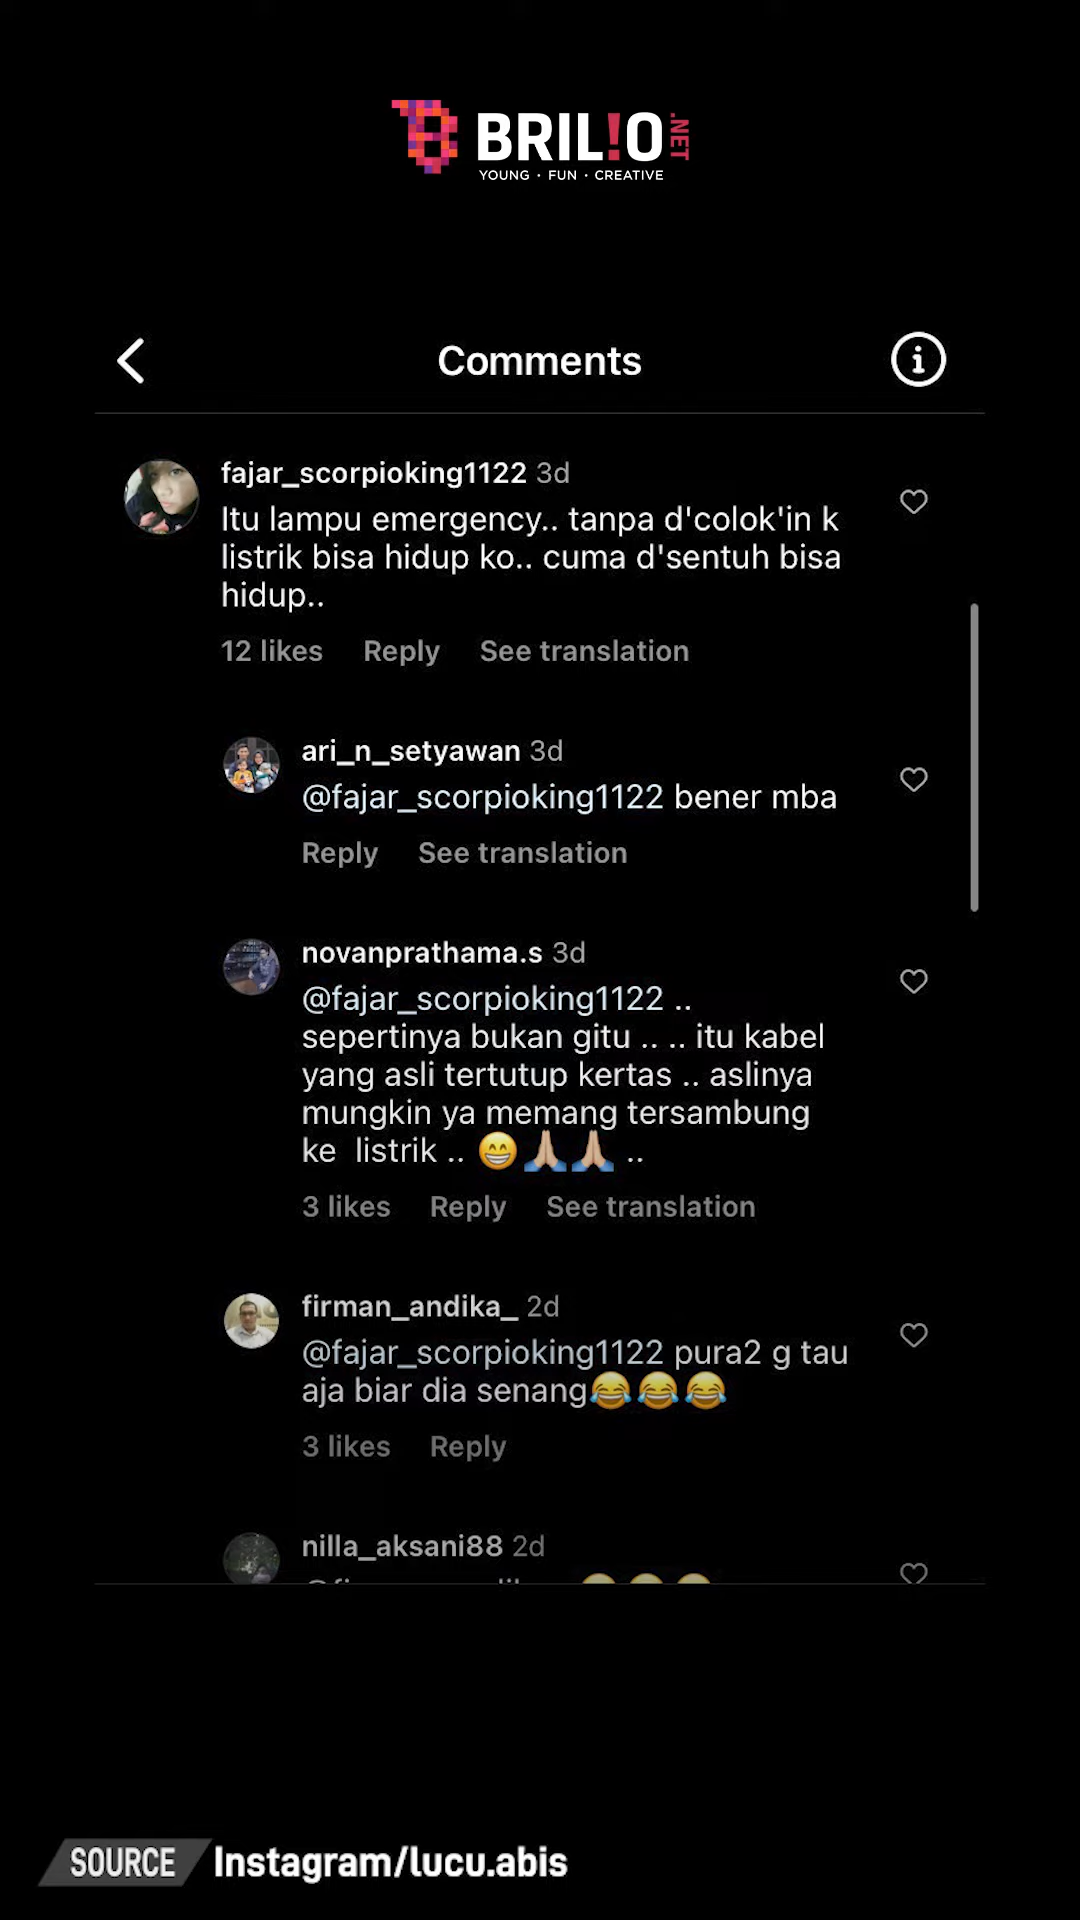 BRIL!O.NET
YOUNG · FUN · CREATIVE
Comments
fajar_scorpioking1122 3d
Itu lampu emergency.. tanpa d'colok'in k
listrik bisa hidup ko.. cuma d'sentuh bisa
hidup..
12 likes Reply See translation
ari_n_setyawan 3d
@fajar_scorpioking1122 bener mba
Reply See translation
novanprathama.s 3d
@fajar_scorpioking1122 ..
sepertinya bukan gitu .. .. itu kabel
yang asli tertutup kertas .. aslinya
mungkin ya memang tersambung
ke listrik .. 😁🙏🏼🙏🏼 ..
3 likes Reply See translation
firman_andika_ 2d
@fajar_scorpioking1122 pura2 g tau
aja biar dia senang😂😂😂
3 likes Reply
nilla_aksani88 2d
SOURCE Instagram/lucu.abis